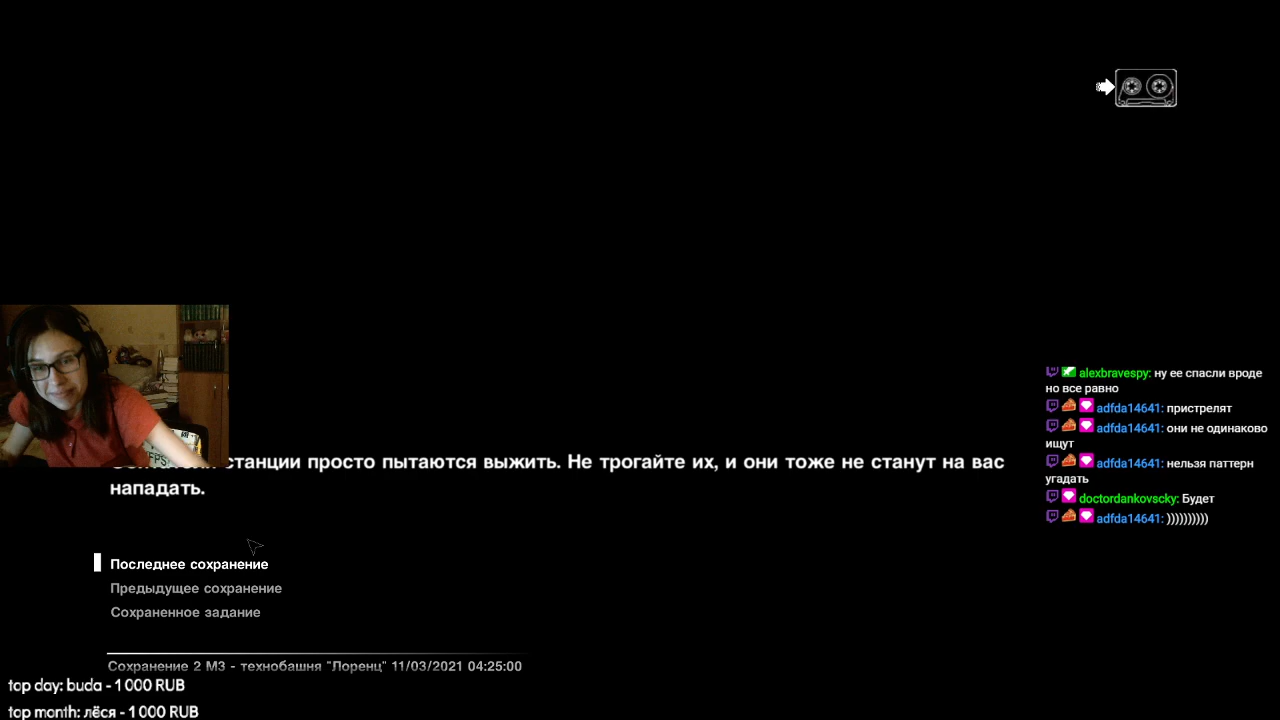 alexbravespy: ну ее спасли вроде
но все равно
adfda14641: пристрелят
adfda14641: они не одинаково
ищут
adfda14641: нельзя паттерн
угадать
doctordankovscky: Будет
adfda14641: ))))))))))
станции просто пытаются выжить. Не трогайте их, и они тоже не станут на вас
нападать.
Последнее сохранение
Предыдущее сохранение
Сохраненное задание
Сохранение 2 М3 - технобашня "Лоренц" 11/03/2021 04:25:00
top day: buda - 1 000 RUB
top month: лёся - 1 000 RUB